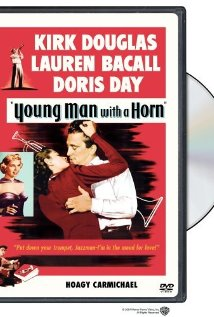 KIRK DOUGLAS
LAUREN BACALL
DORIS DAY
"young man with a Horn"
"Put down your trumpet, Jazzman-I'm in the mood for love!"
HOAGY CARMICHAEL
DVD